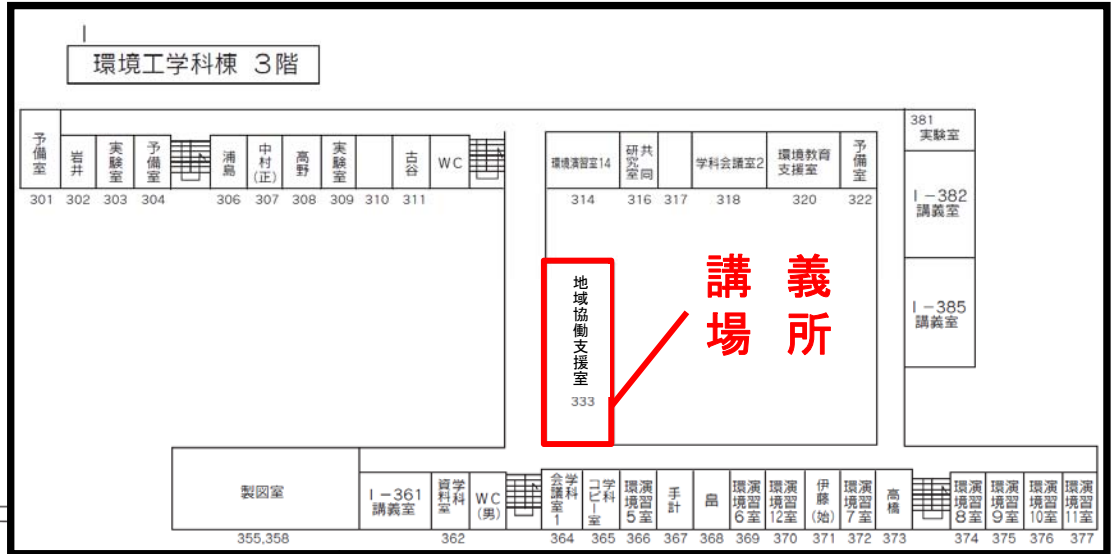 環境工学科棟 3階
予備室
岩井
実験室
予備室
浦島
中村(正)
高野
実験室
古谷
WC
301 302 303 304 306 307 308 309 310 311
環境演習室14
共同研究室
学科会議室2
環境教育支援室
予備室
314 316 317 318 320 322
381
実験室
I-382
講義室
I-385
講義室
地域協働支援室
333
講義
場所
製図室
I-361
講義室
学科資料室
WC
(男)
学科会議室1
学科コピー室
環境演習室5
手計
畠
環境演習室6
環境演習室12
伊藤(始)
環境演習室7
高橋
環境演習室8
環境演習室9
環境演習室10
環境演習室11
355,358 362 364 365 366 367 368 369 370 371 372 373 374 375 376 377